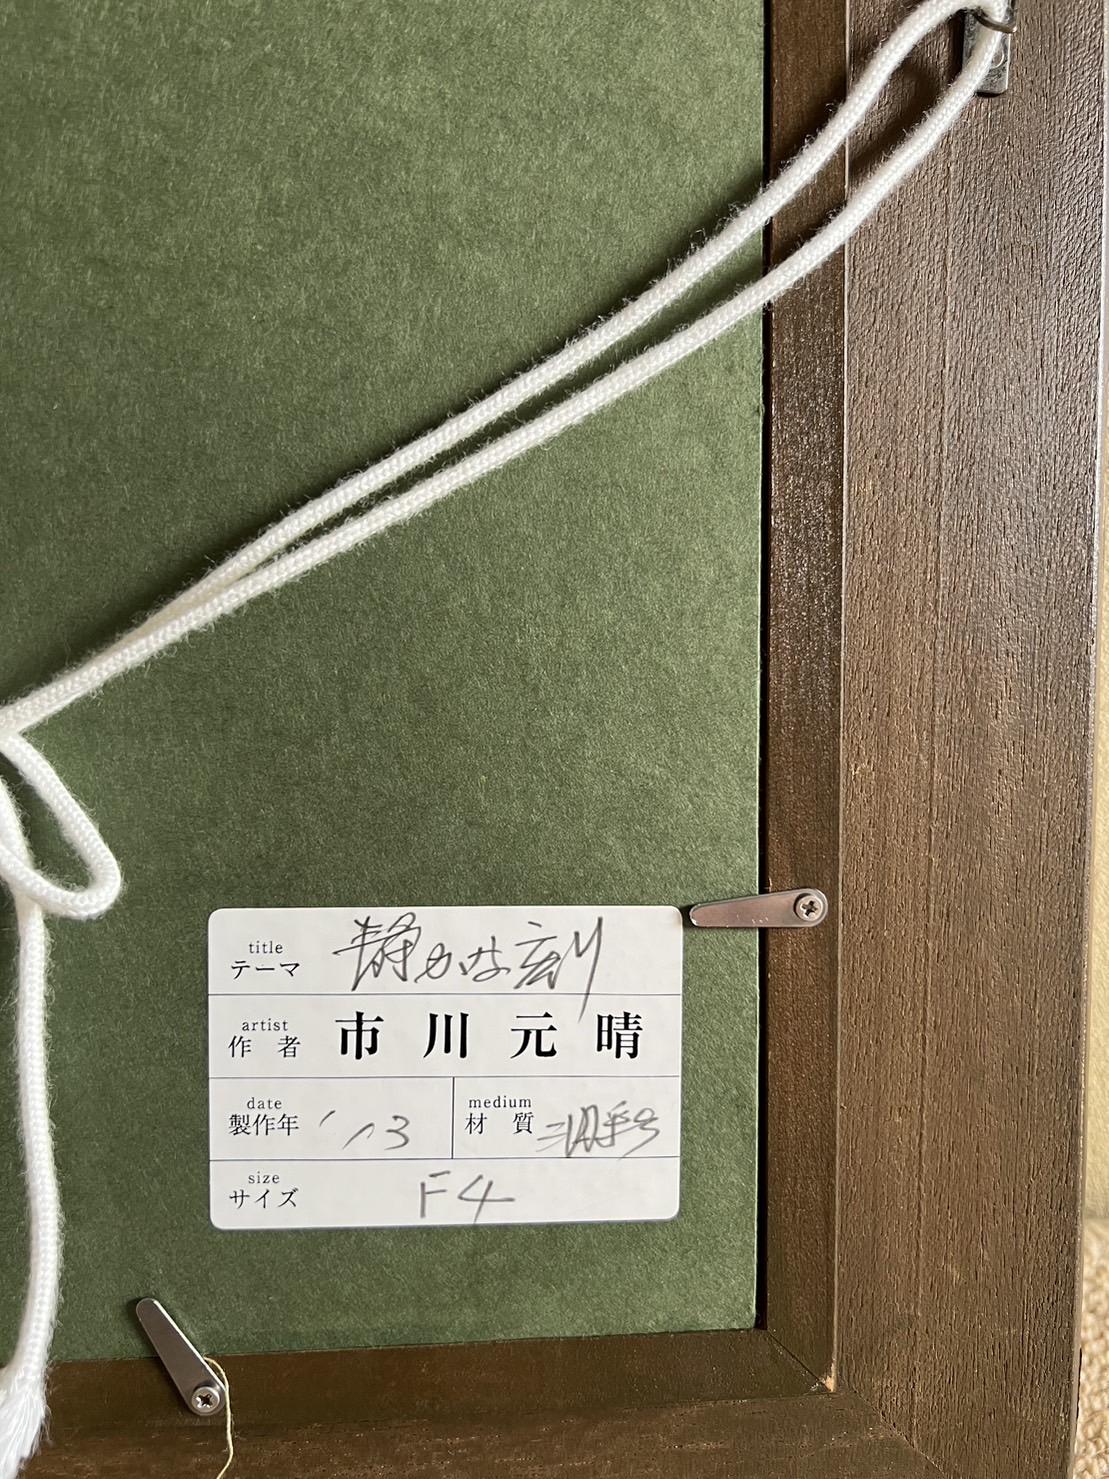 title
テーマ 静かな刻
artist
作者 市川元晴
date
製作年 '03
medium
材質 油彩
size
サイズ F4